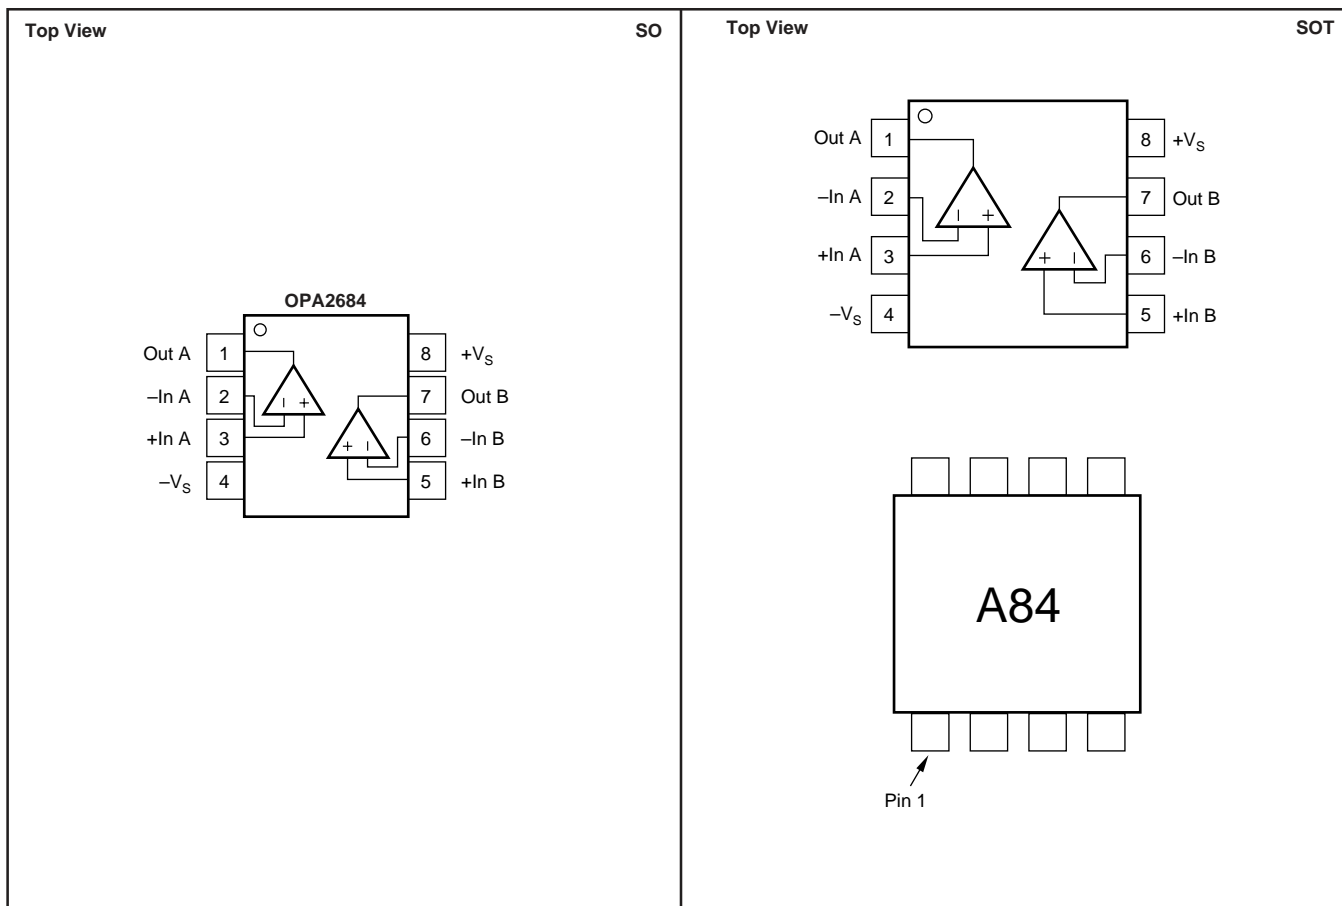 Top View SO
OPA2684
Out A 1 8 +VS
–In A 2 – + 7 Out B
+In A 3 + – 6 –In B
–VS 4 5 +In B
Top View SOT
Out A 1 8 +VS
–In A 2 – + 7 Out B
+In A 3 + – 6 –In B
–VS 4 5 +In B
A84
Pin 1